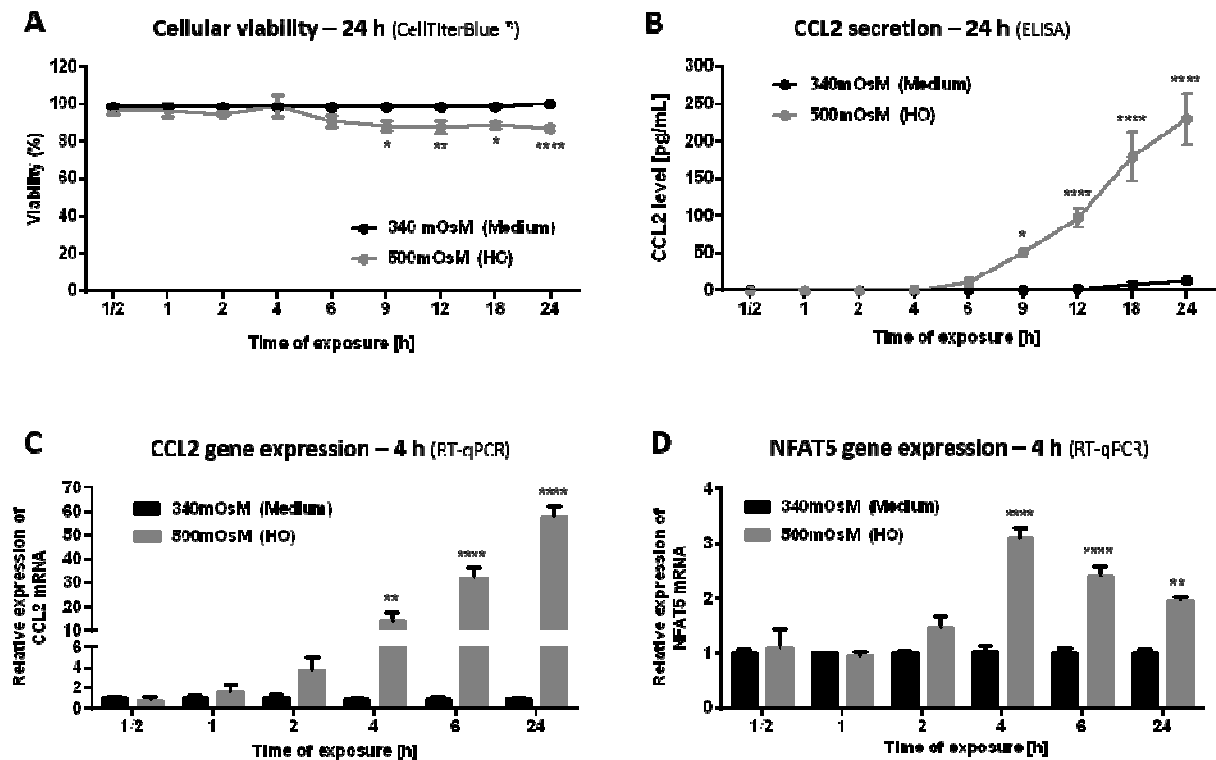 A
Cellular viability – 24 h (CellTiterBlue ™)
120
100
80
60
40
20
0
Viability (%)
340 mOsM (Medium)
500mOsM (HO)
*
**
*
****
1/2
1
2
4
6
9
12
18
24
Time of exposure [h]
B
CCL2 secretion – 24 h (ELISA)
300
250
200
150
100
50
0
CCL2 level [pg/mL]
340mOsM (Medium)
500mOsM (HO)
*
****
****
****
1/2
1
2
4
6
9
12
18
24
Time of exposure [h]
C
CCL2 gene expression – 4 h (RT-qPCR)
70
60
50
40
30
20
10
6
4
2
0
Relative expression of
CCL2 mRNA
340mOsM (Medium)
500mOsM (HO)
**
****
****
1/2
1
2
4
6
24
Time of exposure [h]
D
NFAT5 gene expression – 4 h (RT-qPCR)
4
3
2
1
0
Relative expression of
NFAT5 mRNA
340mOsM (Medium)
500mOsM (HO)
****
****
**
1/2
1
2
4
6
24
Time of exposure [h]